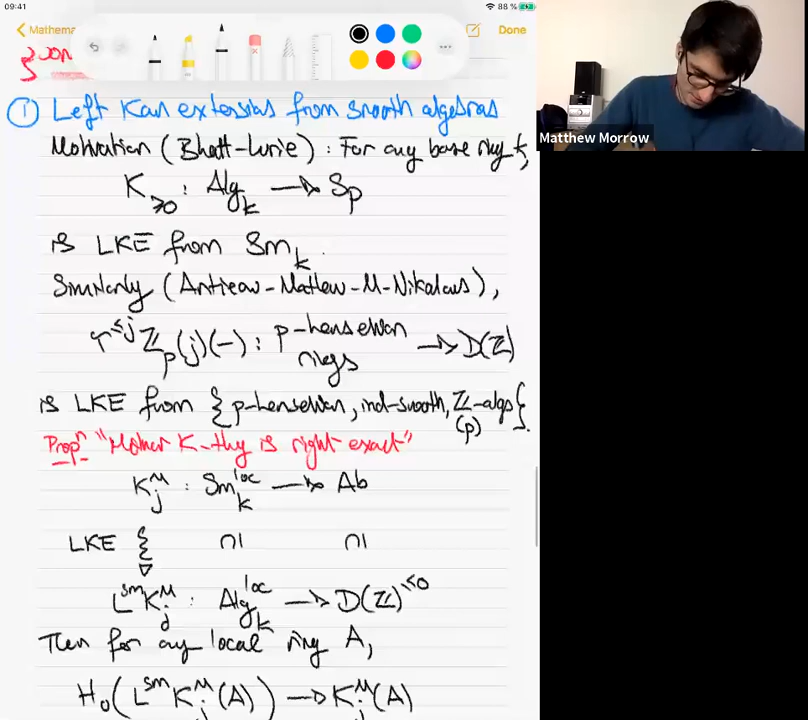 09:41
88 %
Mathema
Done
Matthew Morrow
① Left Kan extensions from smooth algebras
Motivation (Bhatt-Lurie): For any base ring k,
K_{≥0} : Alg_k → Sp
is LKE from Sm_k.
Similarly (Antieau-Mathew-M-Nikolaus),
τ^{≤j} ℤ_p(j)(-) : p-henselian rings → D(ℤ)
is LKE from {p-henselian, ind-smooth, ℤ_{(p)}-algs}.
Propⁿ "Milnor K-thy is right exact"
K_j^M : Sm_k^{loc} → Ab
LKE
L^{sm}K_j^M : Alg_k^{loc} → D(ℤ)^{≤0}
Then for any local ring A,
H_0(L^{sm}K_j^M(A)) → K_j^M(A)